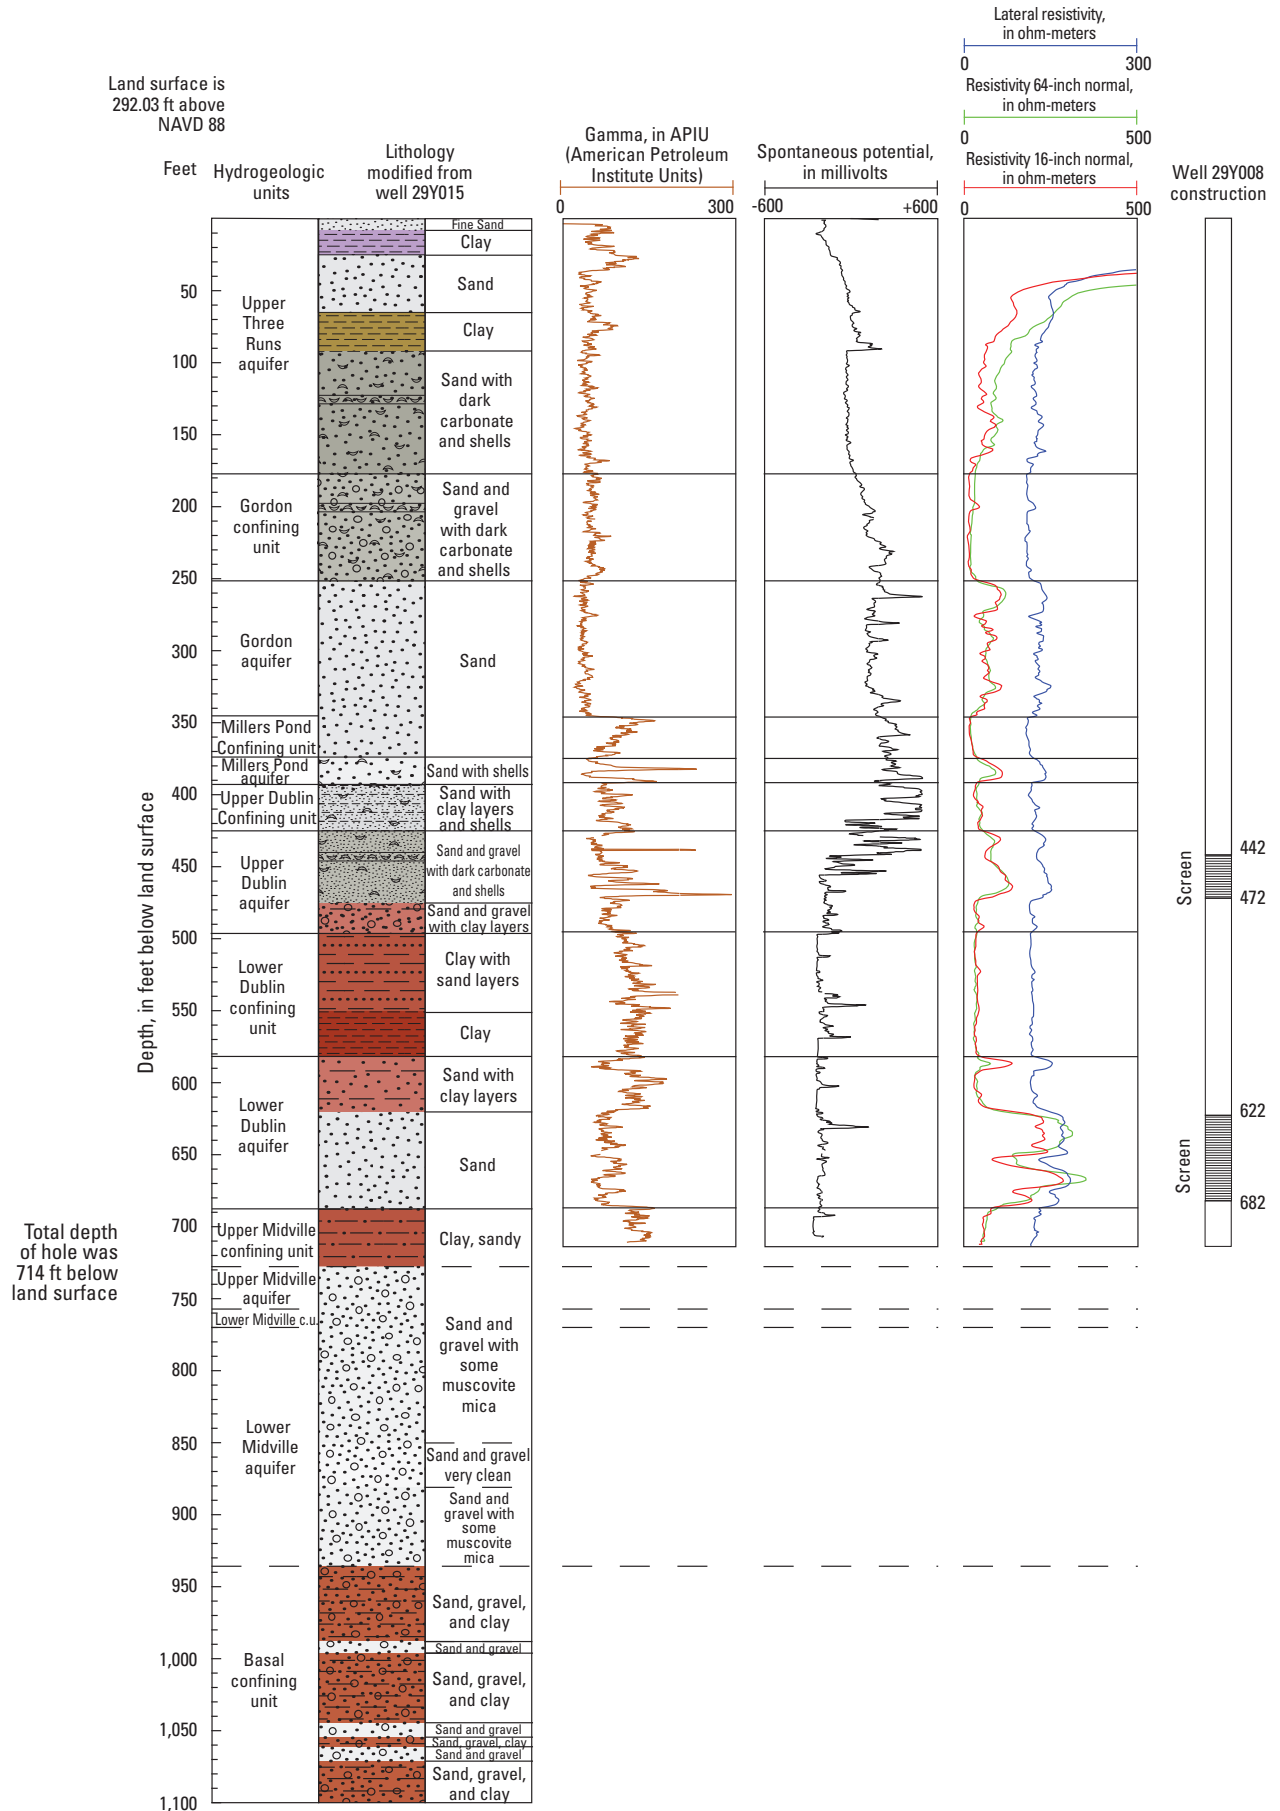 Lateral resistivity,
in ohm-meters
0 300
Resistivity 64-inch normal,
in ohm-meters
0 500
Resistivity 16-inch normal,
in ohm-meters
0 500
Land surface is
292.03 ft above
NAVD 88
Feet
Hydrogeologic
units
Lithology
modified from
well 29Y015
Gamma, in APIU
(American Petroleum
Institute Units)
0 300
Spontaneous potential,
in millivolts
-600 +600
Well 29Y008
construction
Depth, in feet below land surface
50
100
150
200
250
300
350
400
450
500
550
600
650
700
750
800
850
900
950
1,000
1,050
1,100
Total depth
of hole was
714 ft below
land surface
Upper
Three
Runs
aquifer
Gordon
confining
unit
Gordon
aquifer
Millers Pond
Confining unit
Millers Pond
aquifer
Upper Dublin
Confining unit
Upper
Dublin
aquifer
Lower
Dublin
confining
unit
Lower
Dublin
aquifer
Upper Midville
confining unit
Upper Midville
aquifer
Lower Midville c.u.
Lower
Midville
aquifer
Basal
confining
unit
Fine Sand
Clay
Sand
Clay
Sand with
dark
carbonate
and shells
Sand and
gravel
with dark
carbonate
and shells
Sand
Sand with shells
Sand with
clay layers
and shells
Sand and gravel
with dark carbonate
and shells
Sand and gravel
with clay layers
Clay with
sand layers
Clay
Sand with
clay layers
Sand
Clay, sandy
Sand and
gravel with
some
muscovite
mica
Sand and gravel
very clean
Sand and
gravel with
some
muscovite
mica
Sand, gravel,
and clay
Sand and gravel
Sand, gravel,
and clay
Sand and gravel
Sand, gravel, clay
Sand and gravel
Sand, gravel,
and clay
Screen
442
472
Screen
622
682